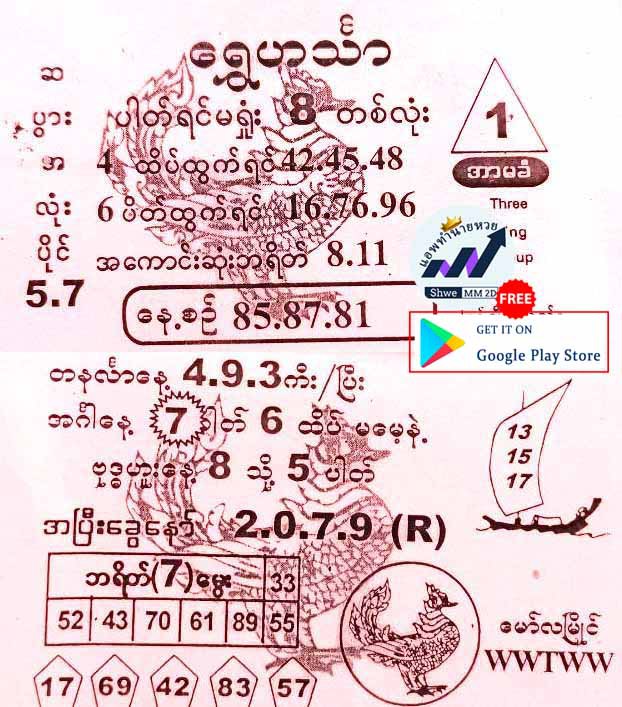 ရွှေဟင်္သာ
ဆ
ပွား
အ
လုံး
ပိုင်
5.7
ပါတ်ရင်မရှုံး 8 တစ်လုံး
4 ထိပ်ထွက်ရင် 42.45.48
6 ပိတ်ထွက်ရင် 16.76.96
အကောင်းဆုံးဘရိတ် 8.11
နေ့စဉ် 85.87.81
1
အာမခံ
Three
ng
up
แอพทำนายหวย
Shwe MM 2D
FREE
GET IT ON
Google Play Store
တနင်္လာနေ့ 4.9.3 ကီး/ပြီး
အင်္ဂါနေ့ 7 ပါတ် 6 ထိပ် မမေ့နဲ့
ဗုဒ္ဓဟူးနေ့ 8 သို့ 5 ပါတ်
အပြီးခွေနော် 2.0.7.9 (R)
13
15
17
ဘရိတ်(7)မွေး 33
52 43 70 61 89 55
17 69 42 83 57
မော်လမြိုင်
WWTWW